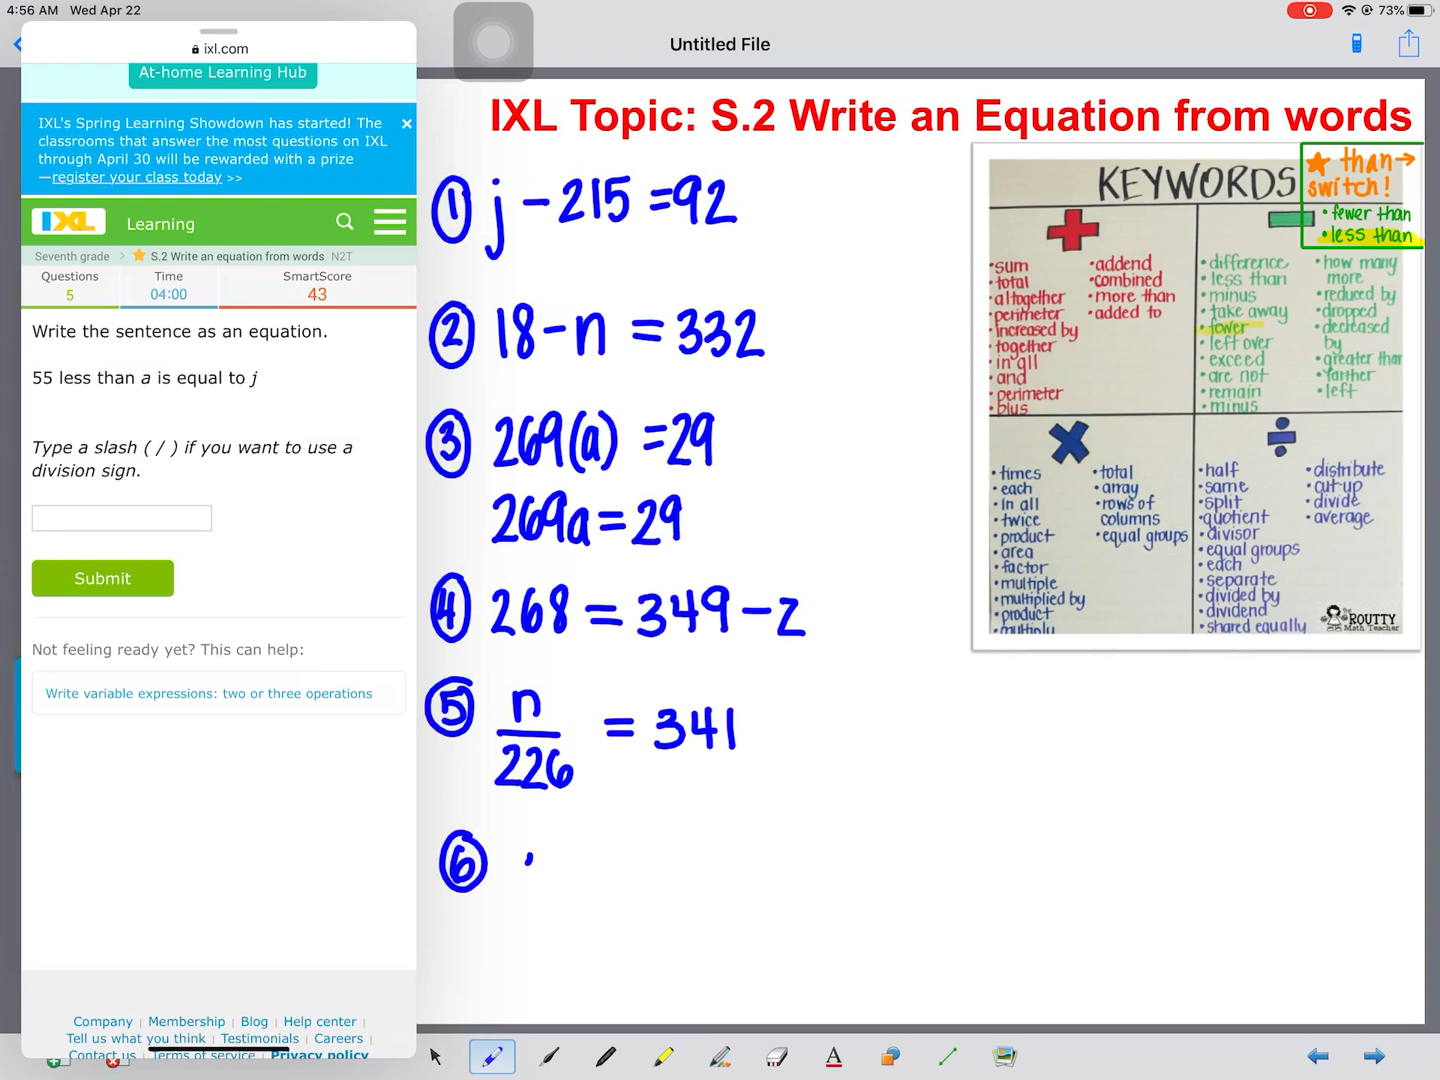 4:56 AM Wed Apr 22
73%
ixl.com
Untitled File
At-home Learning Hub
IXL's Spring Learning Showdown has started! The
classrooms that answer the most questions on IXL
through April 30 will be rewarded with a prize
—register your class today >>
IXL Learning
Seventh grade > S.2 Write an equation from words N2T
Questions Time SmartScore
5 04:00 43
Write the sentence as an equation.
55 less than a is equal to j
Type a slash ( / ) if you want to use a
division sign.
Submit
Not feeling ready yet? This can help:
Write variable expressions: two or three operations
Company | Membership | Blog | Help center |
Tell us what you think | Testimonials | Careers |
Contact us | Terms of service | Privacy policy
IXL Topic: S.2 Write an Equation from words
① j - 215 = 92
② 18 - n = 332
③ 269(a) = 29
269a = 29
④ 268 = 349 - z
⑤ n
226
= 341
⑥
KEYWORDS
than →
switch!
• fewer than
• less than
+
• sum
• total
• altogether
• perimeter
• increased by
• together
• in all
• and
• perimeter
• plus
• addend
• combined
• more than
• added to
−
• difference
• less than
• minus
• take away
• fewer
• left over
• exceed
• are not
• remain
• minus
• how many
more
• reduced by
• dropped
• decreased
by
• greater than
• farther
• left
×
• times
• each
• in all
• twice
• product
• area
• factor
• multiple
• multiplied by
• product
• multiply
• total
• array
• rows of
columns
• equal groups
÷
• half
• same
• split
• quotient
• divisor
• equal groups
• each
• separate
• divided by
• dividend
• shared equally
• distribute
• cut up
• divide
• average
The
ROUTTY
Math Teacher
A